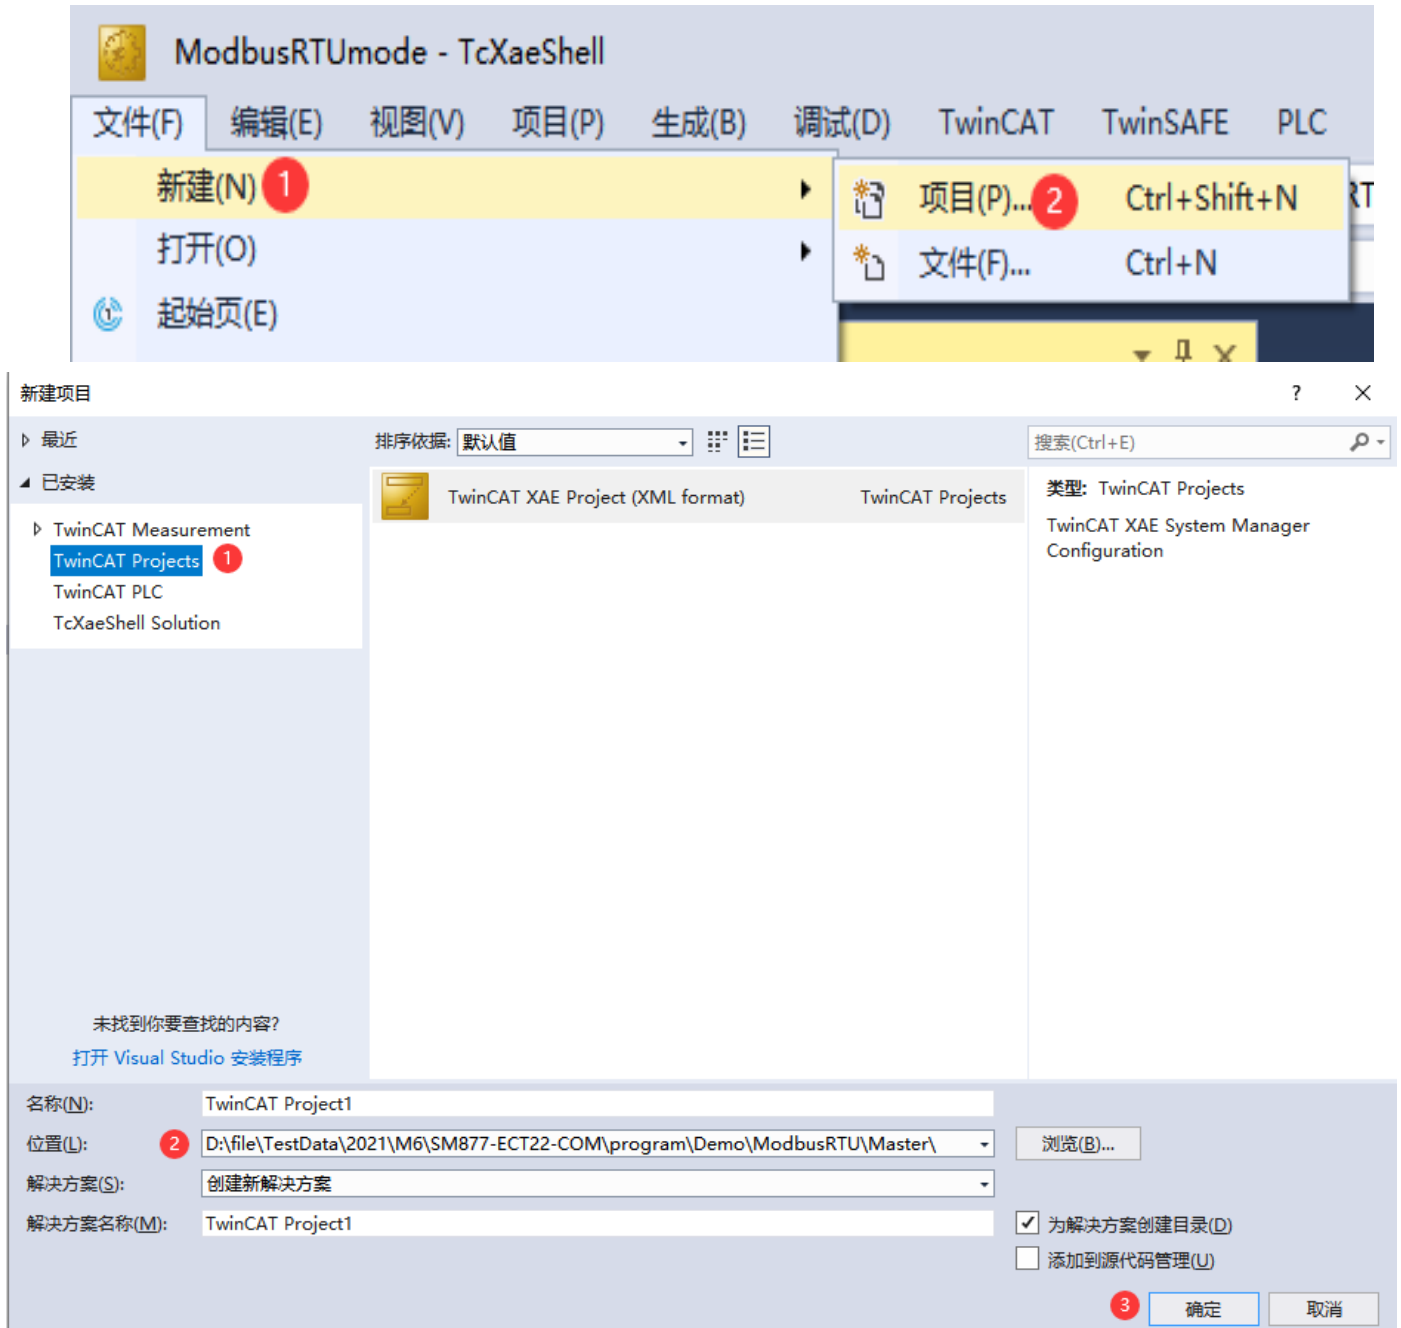 ModbusRTUmode - TcXaeShell
文件(F) 编辑(E) 视图(V) 项目(P) 生成(B) 调试(D) TwinCAT TwinSAFE PLC
新建(N) 1
项目(P)... 2 Ctrl+Shift+N
打开(O)
文件(F)... Ctrl+N
起始页(E)
新建项目 ?
最近
排序依据: 默认值
搜索(Ctrl+E)
已安装
TwinCAT XAE Project (XML format) TwinCAT Projects
类型: TwinCAT Projects
TwinCAT XAE System Manager
Configuration
TwinCAT Measurement
TwinCAT Projects 1
TwinCAT PLC
TcXaeShell Solution
未找到你要查找的内容?
打开 Visual Studio 安装程序
名称(N): TwinCAT Project1
位置(L): 2 D:\file\TestData\2021\M6\SM877-ECT22-COM\program\Demo\ModbusRTU\Master\ 浏览(B)...
解决方案(S): 创建新解决方案
解决方案名称(M): TwinCAT Project1
为解决方案创建目录(D)
添加到源代码管理(U)
3 确定 取消